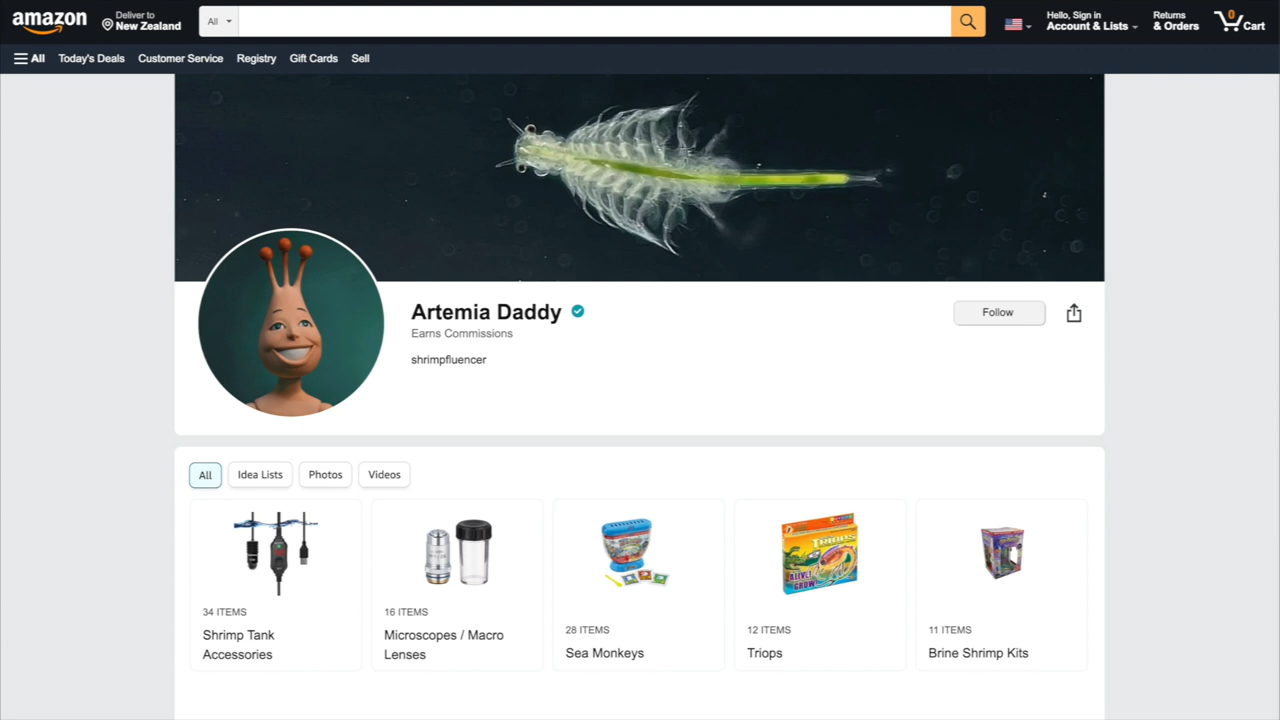 amazon
Deliver to
New Zealand
All
Hello, Sign in
Account & Lists
Returns
& Orders
0
Cart
All
Today's Deals
Customer Service
Registry
Gift Cards
Sell
Artemia Daddy
Earns Commissions
shrimpfluencer
Follow
All
Idea Lists
Photos
Videos
34 ITEMS
Shrimp Tank
Accessories
16 ITEMS
Microscopes / Macro
Lenses
28 ITEMS
Sea Monkeys
TRIOPS
ALIVE!
GROW
12 ITEMS
Triops
11 ITEMS
Brine Shrimp Kits